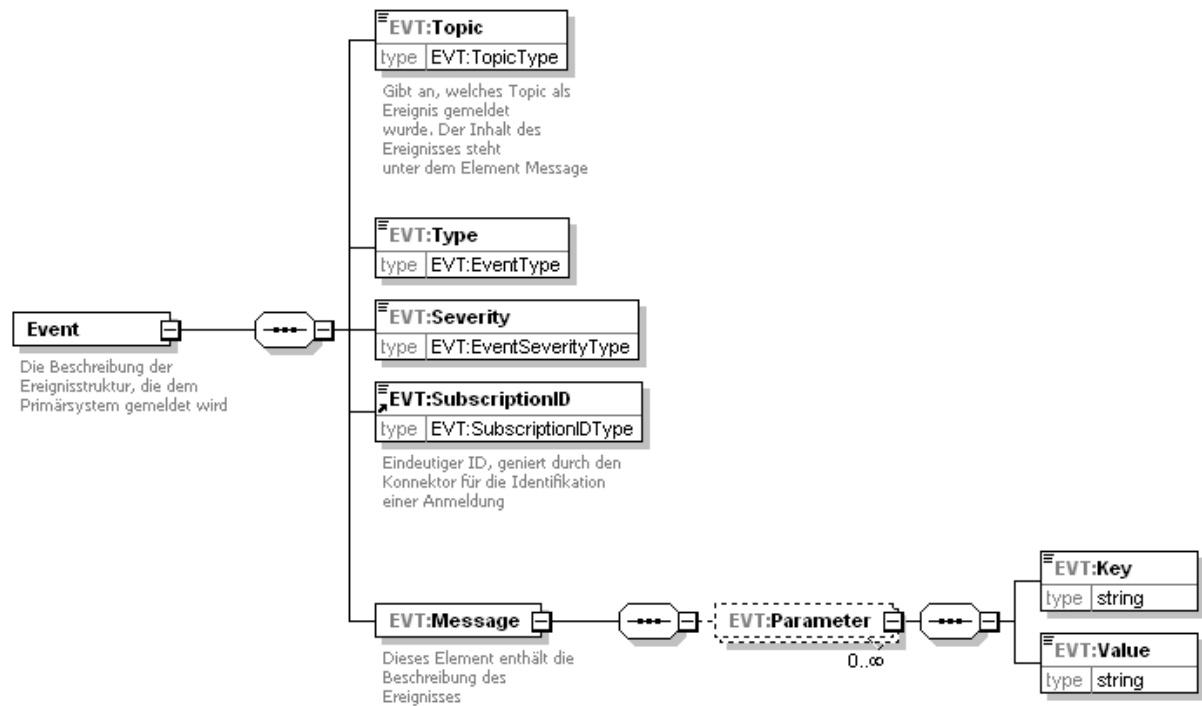 EVT:Topic
type EVT:TopicType
Gibt an, welches Topic als
Ereignis gemeldet
wurde. Der Inhalt des
Ereignisses steht
unter dem Element Message
EVT:Type
type EVT:EventType
Event
Die Beschreibung der
Ereignisstruktur, die dem
Primärsystem gemeldet wird
EVT:Severity
type EVT:EventSeverityType
EVT:SubscriptionID
type EVT:SubscriptionIDType
Eindeutiger ID, geniert durch den
Konnektor für die Identifikation
einer Anmeldung
EVT:Message
Dieses Element enthält die
Beschreibung des
Ereignisses
EVT:Parameter
0..∞
EVT:Key
type string
EVT:Value
type string